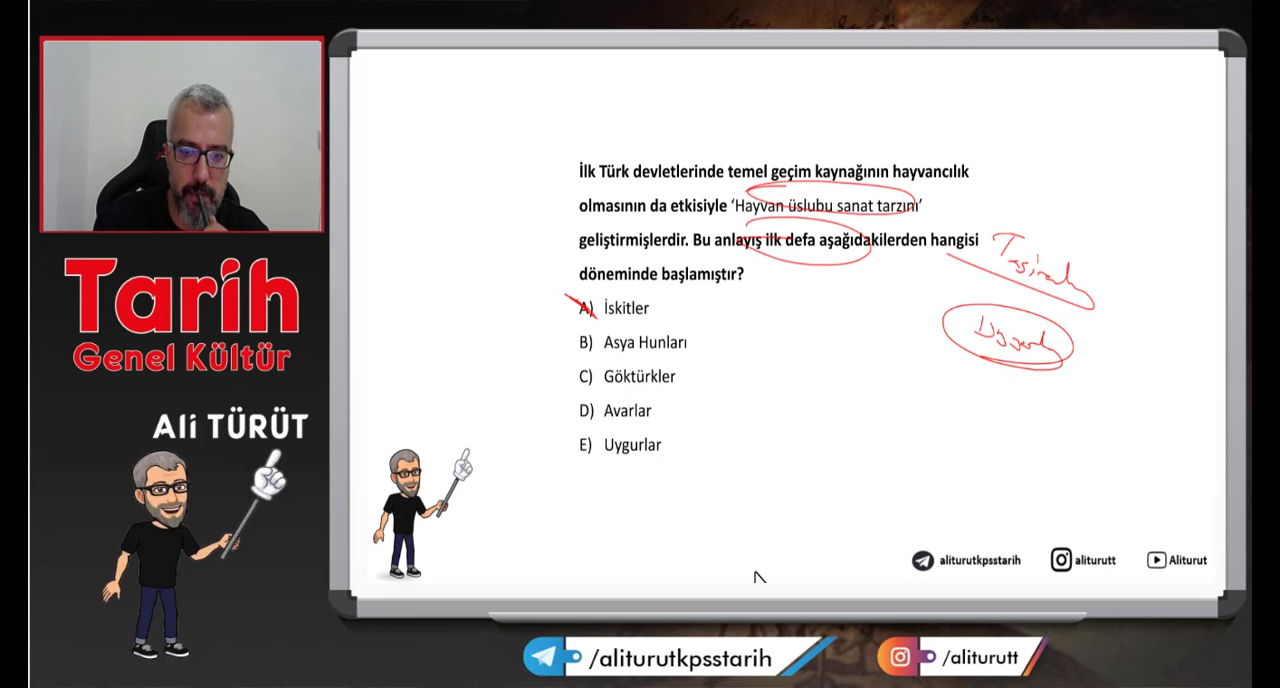 Tarih
Genel Kültür
Ali TÜRÜT
İlk Türk devletlerinde temel geçim kaynağının hayvancılık
olmasının da etkisiyle ‘Hayvan üslubu sanat tarzını’
geliştirmişlerdir. Bu anlayış ilk defa aşağıdakilerden hangisi
döneminde başlamıştır?
A) İskitler
B) Asya Hunları
C) Göktürkler
D) Avarlar
E) Uygurlar
aliturutkpsstarih
aliturutt
Aliturut
/aliturutkpsstarih
/aliturutt